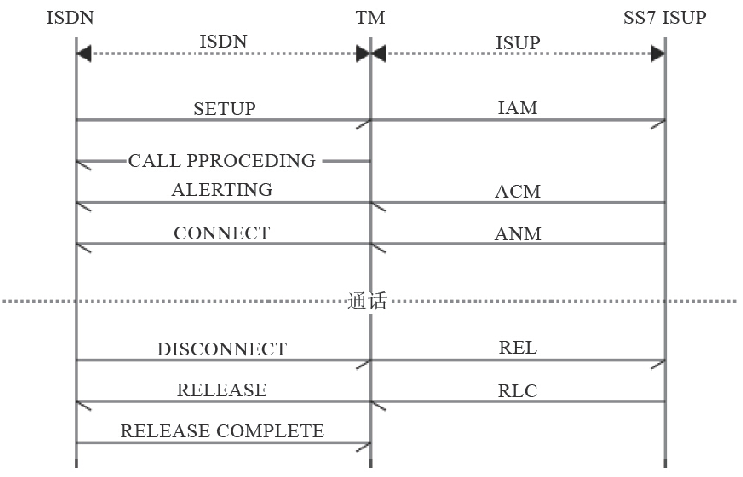 ISDN TM SS7 ISUP
ISDN ISUP
SETUP IAM
CALL PPROCEDING
ALERTING ACM
CONNECT ANM
通话
DISCONNECT REL
RELEASE RLC
RELEASE COMPLETE